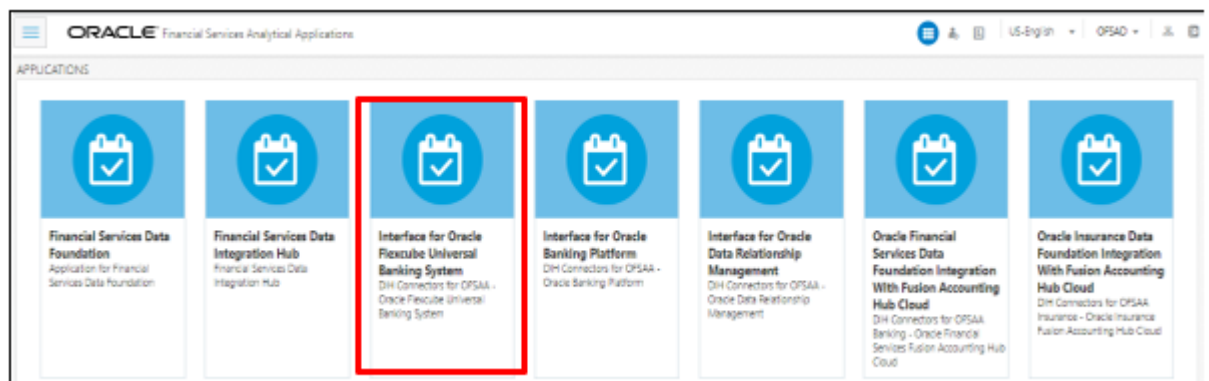 ORACLE Financial Services Analytical Applications
US-English
OFSAD
APPLICATIONS
Financial Services Data
Foundation
Application for Financial
Services Data Foundation
Financial Services Data
Integration Hub
Financial Services Data
Integration Hub
Interface for Oracle
Flexcube Universal
Banking System
DIH Connectors for OFSAA -
Oracle Flexcube Universal
Banking System
Interface for Oracle
Banking Platform
DIH Connectors for OFSAA -
Oracle Banking Platform
Interface for Oracle
Data Relationship
Management
DIH Connectors for OFSAA -
Oracle Data Relationship
Management
Oracle Financial
Services Data
Foundation Integration
With Fusion Accounting
Hub Cloud
DIH Connectors for OFSAA
Banking - Oracle Financial
Services Fusion Accounting Hub
Cloud
Oracle Insurance Data
Foundation Integration
With Fusion Accounting
Hub Cloud
DIH Connectors for OFSAA
Insurance - Oracle Insurance
Fusion Accounting Hub Cloud